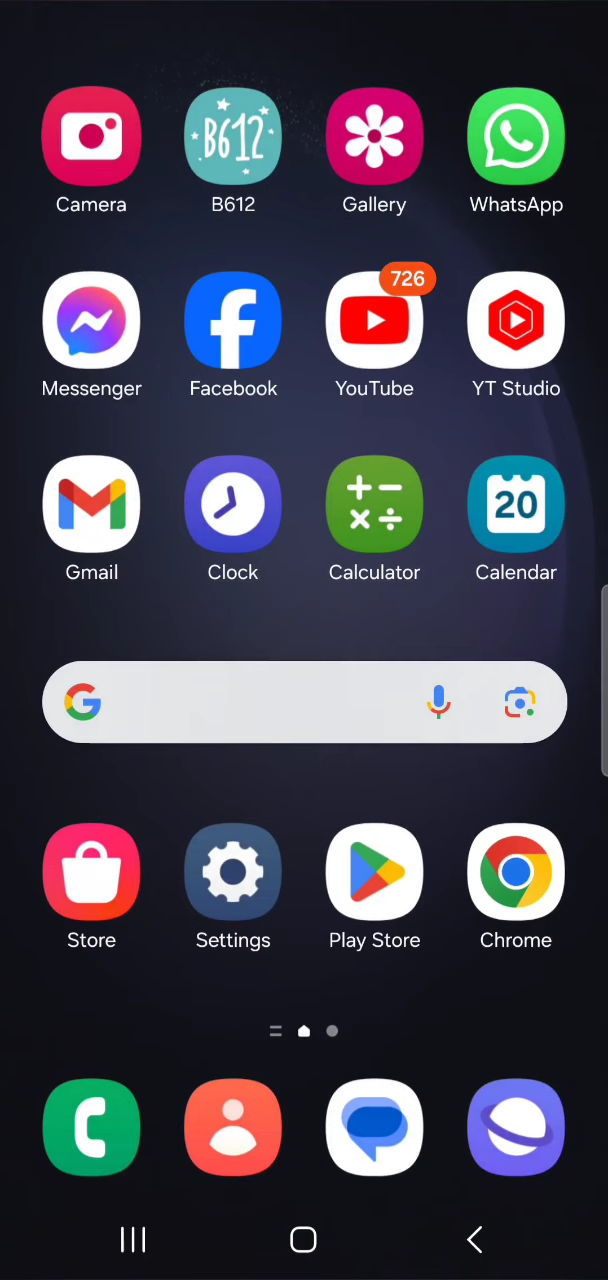 B612
Camera
B612
Gallery
WhatsApp
726
Messenger
Facebook
YouTube
YT Studio
20
Gmail
Clock
Calculator
Calendar
Store
Settings
Play Store
Chrome